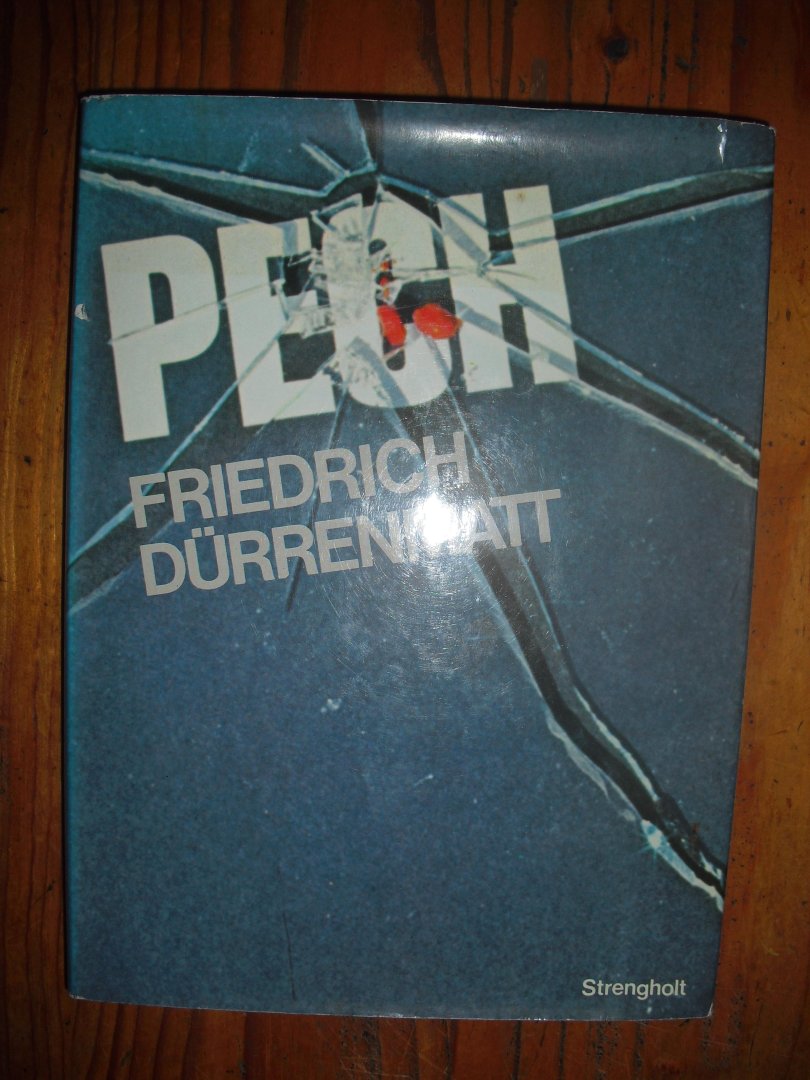 PECH
FRIEDRICH
DÜRRENMATT
Strengholt